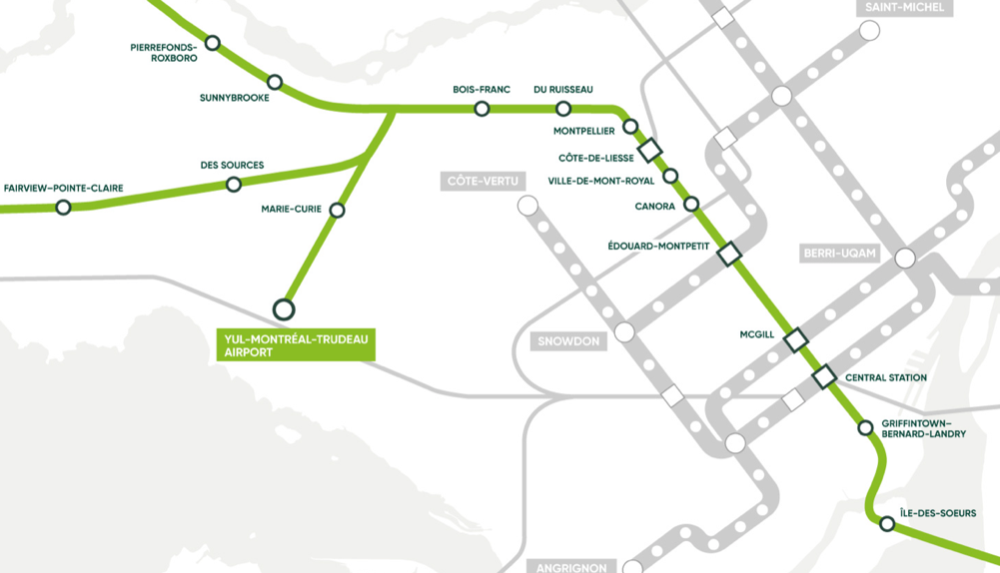 SAINT-MICHEL
PIERREFONDS-
ROXBORO
SUNNYBROOKE
BOIS-FRANC
DU RUISSEAU
MONTPELLIER
CÔTE-DE-LIESSE
DES SOURCES
VILLE-DE-MONT-ROYAL
CÔTE-VERTU
FAIRVIEW–POINTE-CLAIRE
MARIE-CURIE
CANORA
ÉDOUARD-MONTPETIT
BERRI-UQAM
YUL-MONTRÉAL-TRUDEAU
AIRPORT
SNOWDON
MCGILL
CENTRAL STATION
GRIFFINTOWN–
BERNARD-LANDRY
ÎLE-DES-SOEURS
ANGRIGNON